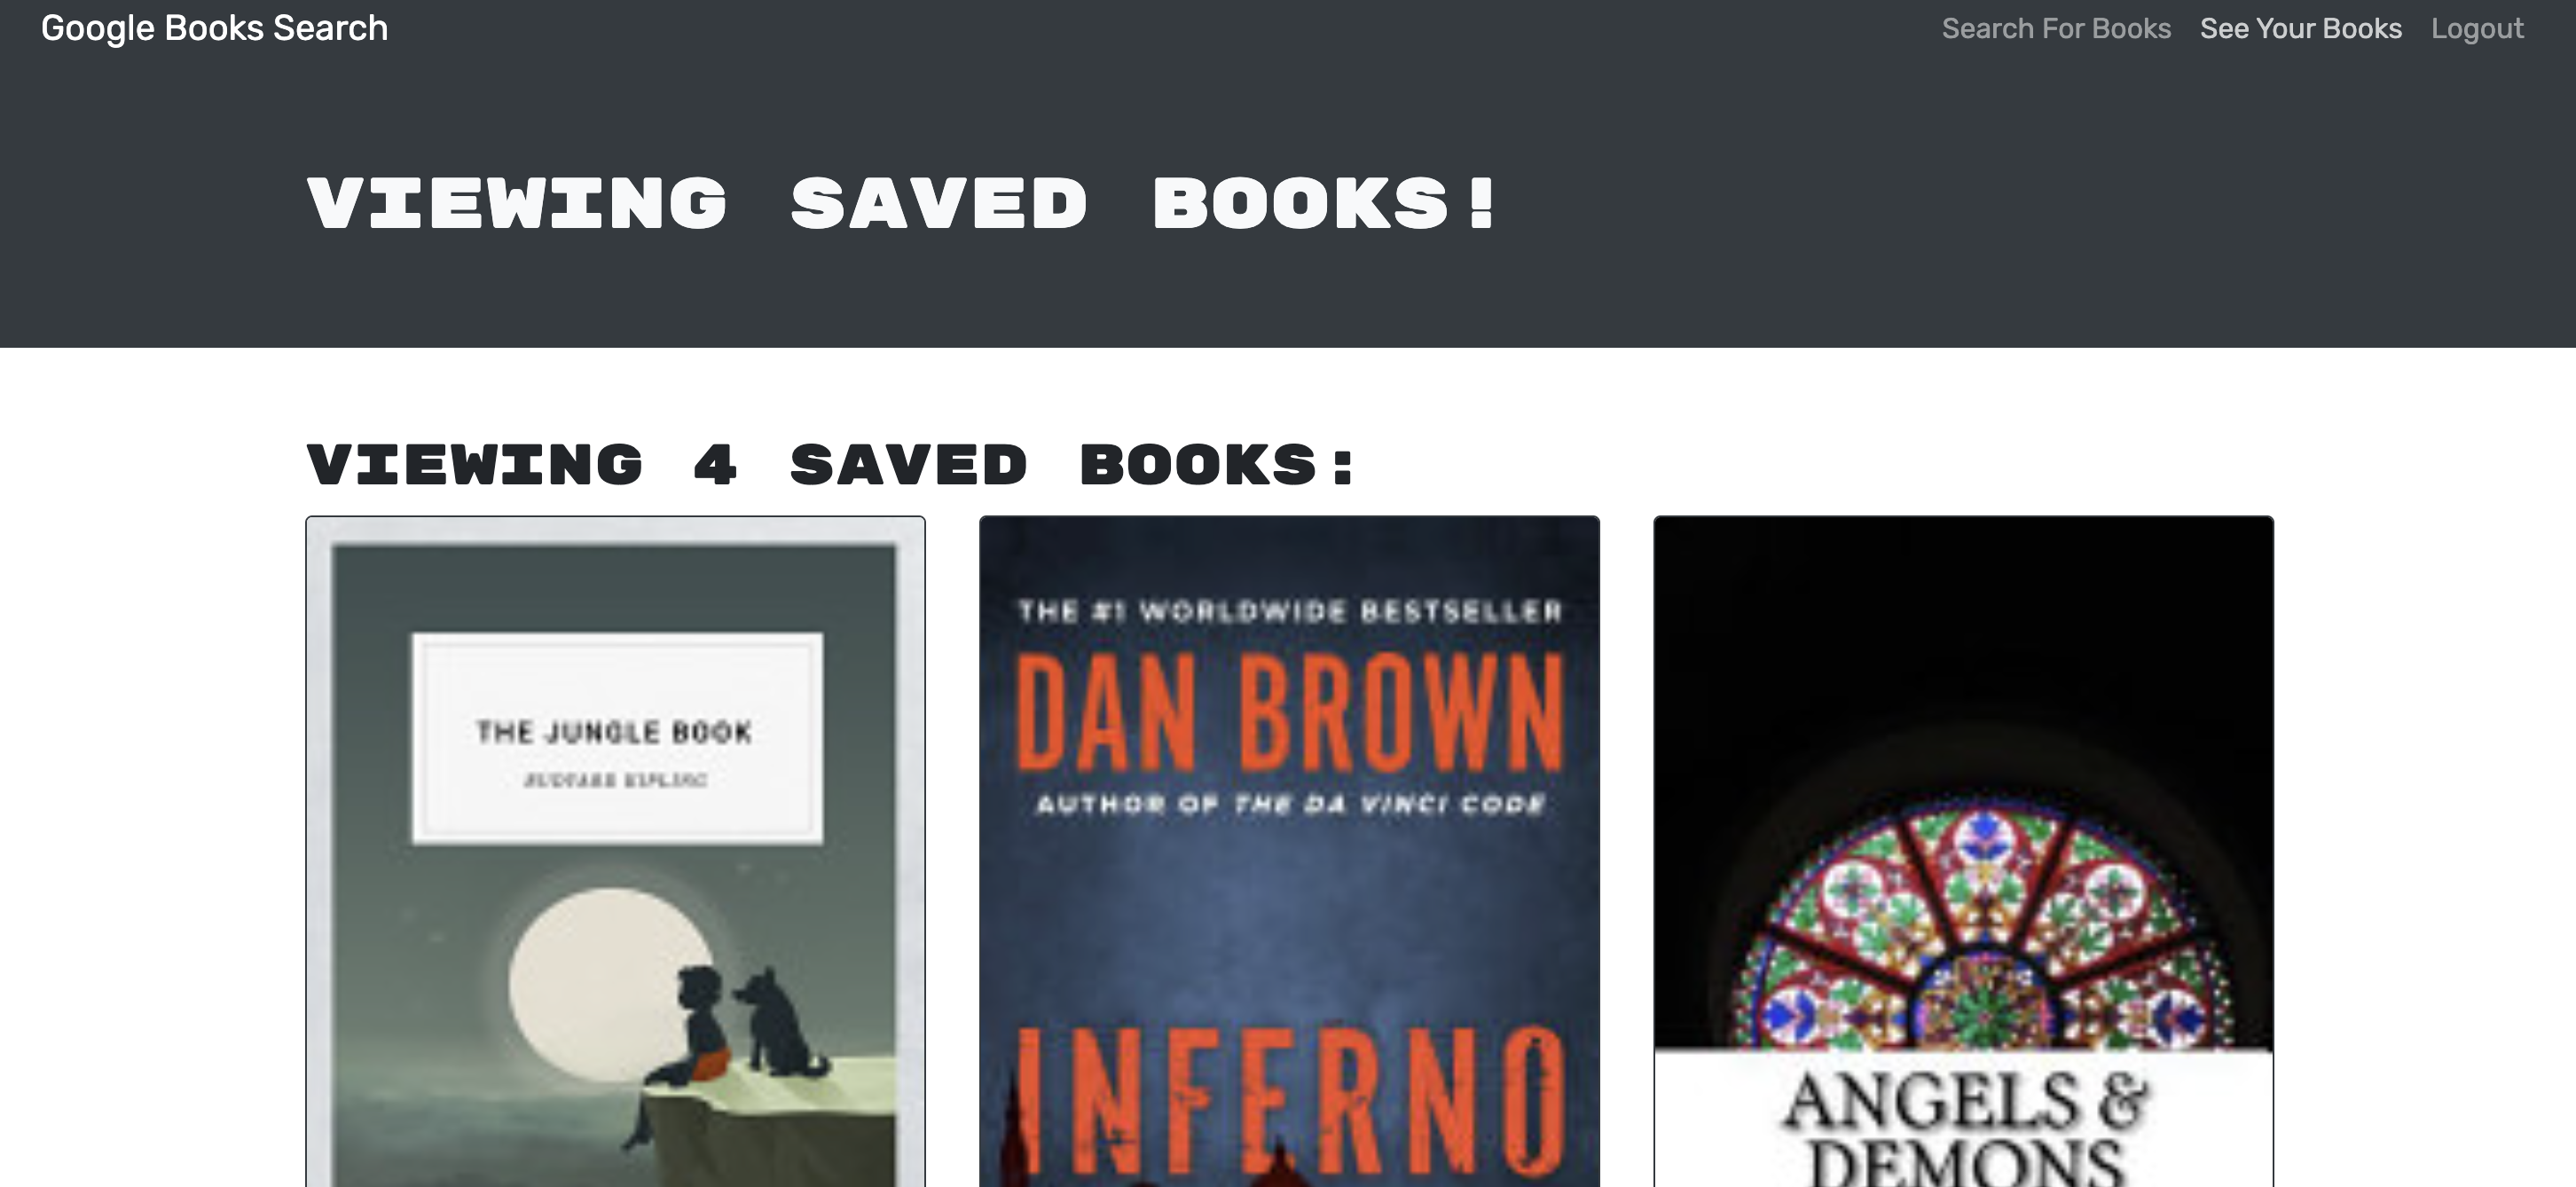 Google Books Search
Search For Books See Your Books Logout
VIEWING SAVED BOOKS!
VIEWING 4 SAVED BOOKS:
THE JUNGLE BOOK
RUDYARD KIPLING
THE #1 WORLDWIDE BESTSELLER
DAN BROWN
AUTHOR OF THE DA VINCI CODE
INFERNO
ANGELS &
DEMONS